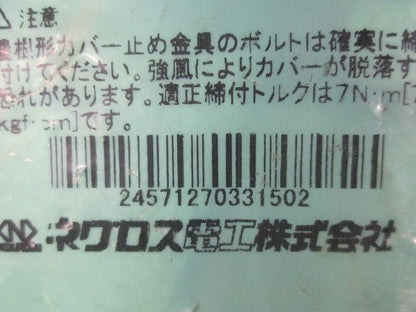 ⚠ 注意
屋根形カバー止め金具のボルトは確実に締
付けてください。強風によりカバーが脱落す
恐れがあります。適正締付トルクは7N·m[7
kgf·cm]です。
24571270331502
ネグロス電工株式会社